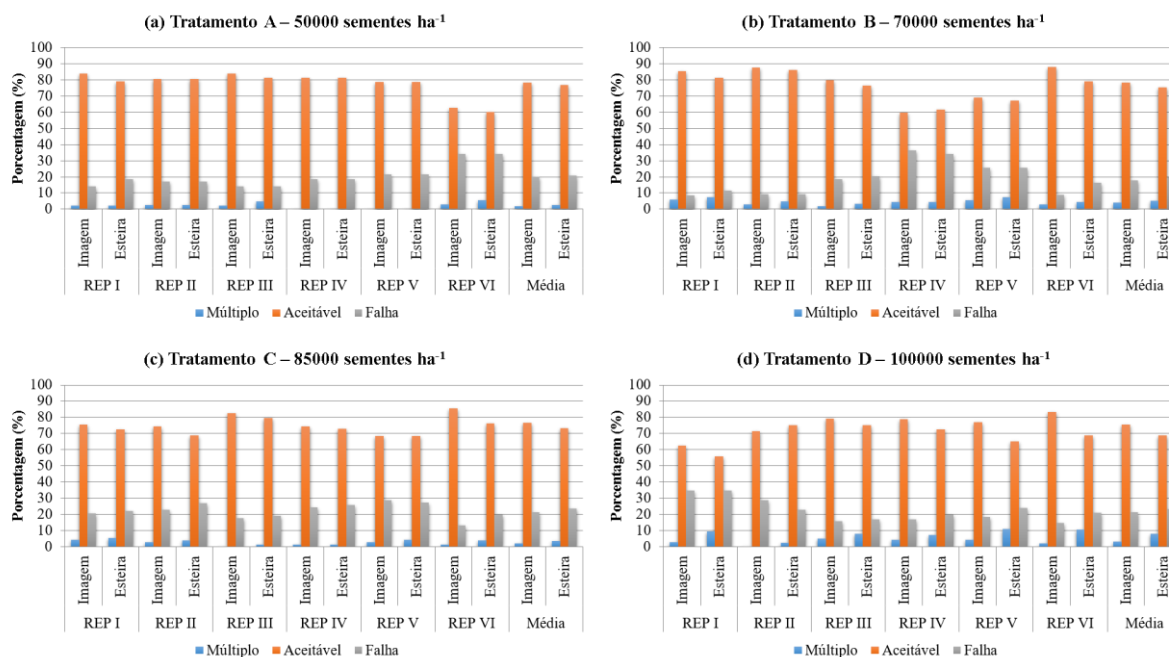 (a) Tratamento A – 50000 sementes ha⁻¹
Porcentagem (%)
100
90
80
70
60
50
40
30
20
10
0
Imagem Esteira Imagem Esteira Imagem Esteira Imagem Esteira Imagem Esteira Imagem Esteira Imagem Esteira
REP I REP II REP III REP IV REP V REP VI Média
Múltiplo Aceitável Falha
(b) Tratamento B – 70000 sementes ha⁻¹
Porcentagem (%)
100
90
80
70
60
50
40
30
20
10
0
Imagem Esteira Imagem Esteira Imagem Esteira Imagem Esteira Imagem Esteira Imagem Esteira Imagem Esteira
REP I REP II REP III REP IV REP V REP VI Média
Múltiplo Aceitável Falha
(c) Tratamento C – 85000 sementes ha⁻¹
Porcentagem (%)
100
90
80
70
60
50
40
30
20
10
0
Imagem Esteira Imagem Esteira Imagem Esteira Imagem Esteira Imagem Esteira Imagem Esteira Imagem Esteira
REP I REP II REP III REP IV REP V REP VI Média
Múltiplo Aceitável Falha
(d) Tratamento D – 100000 sementes ha⁻¹
Porcentagem (%)
100
90
80
70
60
50
40
30
20
10
0
Imagem Esteira Imagem Esteira Imagem Esteira Imagem Esteira Imagem Esteira Imagem Esteira Imagem Esteira
REP I REP II REP III REP IV REP V REP VI Média
Múltiplo Aceitável Falha